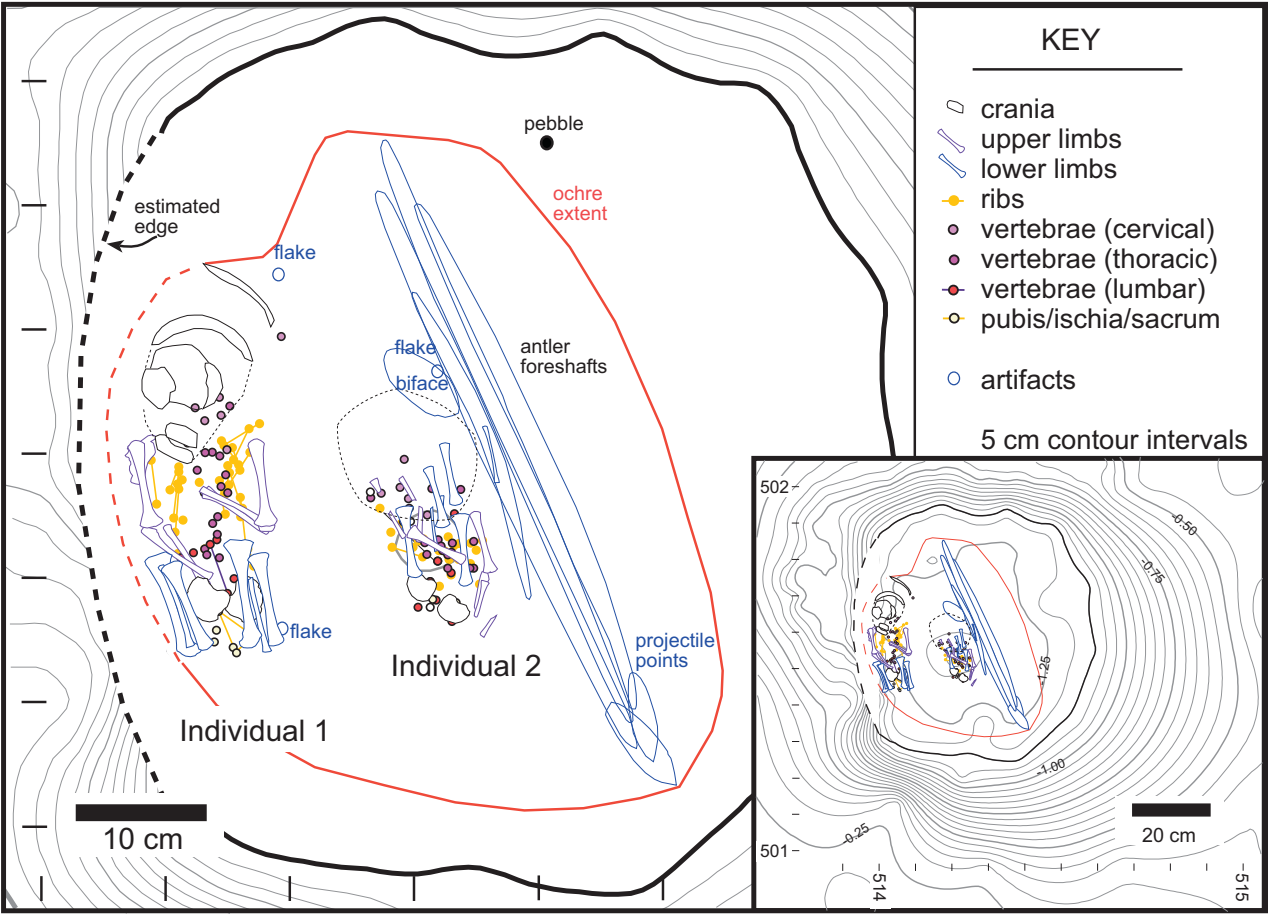 KEY
crania
upper limbs
lower limbs
ribs
vertebrae (cervical)
vertebrae (thoracic)
vertebrae (lumbar)
pubis/ischia/sacrum
artifacts
5 cm contour intervals
pebble
ochre
extent
estimated
edge
flake
antler
foreshafts
flake
biface
flake
projectile
points
Individual 2
Individual 1
10 cm
502
-0.50
-0.75
-1.25
-1.00
20 cm
-0.25
501
514
515